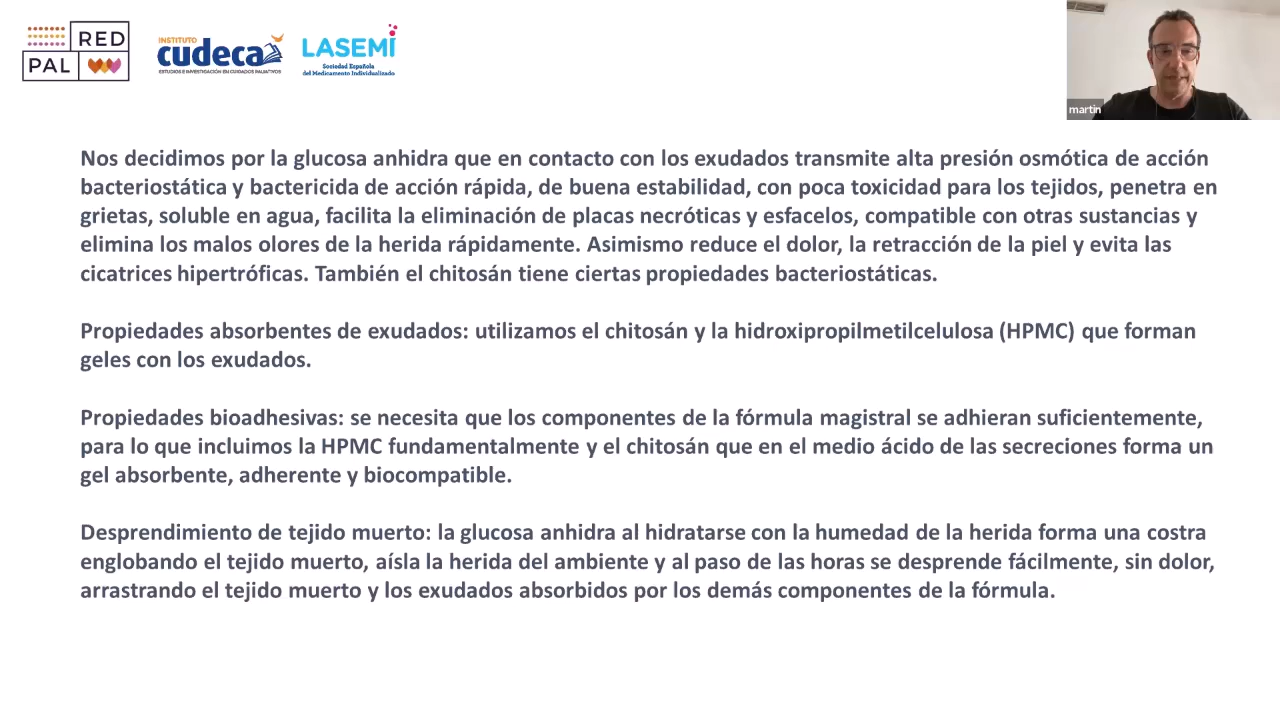 RED
PAL
INSTITUTO
cudeca
ESTUDIOS E INVESTIGACIÓN EN CUIDADOS PALIATIVOS
LASEMI
Sociedad Española
del Medicamento Individualizado
martin
Nos decidimos por la glucosa anhidra que en contacto con los exudados transmite alta presión osmótica de acción
bacteriostática y bactericida de acción rápida, de buena estabilidad, con poca toxicidad para los tejidos, penetra en
grietas, soluble en agua, facilita la eliminación de placas necróticas y esfacelos, compatible con otras sustancias y
elimina los malos olores de la herida rápidamente. Asimismo reduce el dolor, la retracción de la piel y evita las
cicatrices hipertróficas. También el chitosán tiene ciertas propiedades bacteriostáticas.
Propiedades absorbentes de exudados: utilizamos el chitosán y la hidroxipropilmetilcelulosa (HPMC) que forman
geles con los exudados.
Propiedades bioadhesivas: se necesita que los componentes de la fórmula magistral se adhieran suficientemente,
para lo que incluimos la HPMC fundamentalmente y el chitosán que en el medio ácido de las secreciones forma un
gel absorbente, adherente y biocompatible.
Desprendimiento de tejido muerto: la glucosa anhidra al hidratarse con la humedad de la herida forma una costra
englobando el tejido muerto, aísla la herida del ambiente y al paso de las horas se desprende fácilmente, sin dolor,
arrastrando el tejido muerto y los exudados absorbidos por los demás componentes de la fórmula.